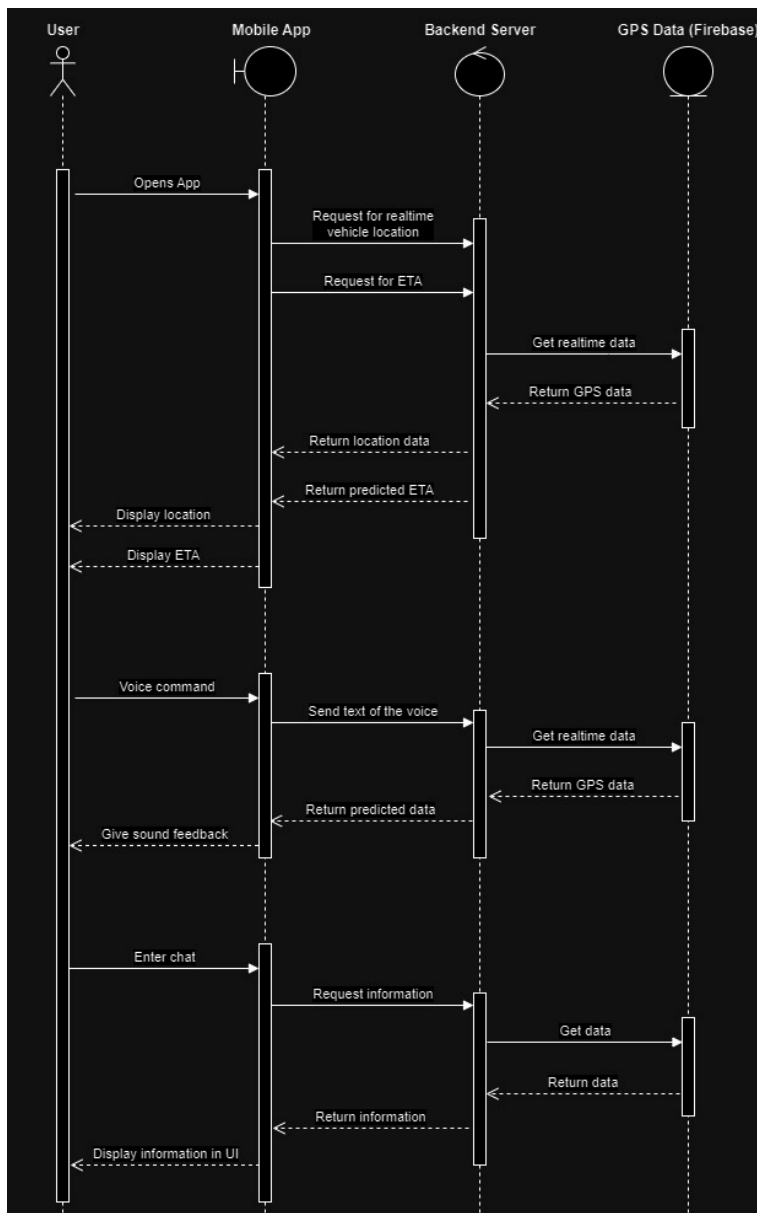 User
Mobile App
Backend Server
GPS Data (Firebase)
Opens App
Request for realtime
vehicle location
Request for ETA
Get realtime data
Return GPS data
Return location data
Return predicted ETA
Display location
Display ETA
Voice command
Send text of the voice
Get realtime data
Return GPS data
Return predicted data
Give sound feedback
Enter chat
Request information
Get data
Return data
Return information
Display information in UI